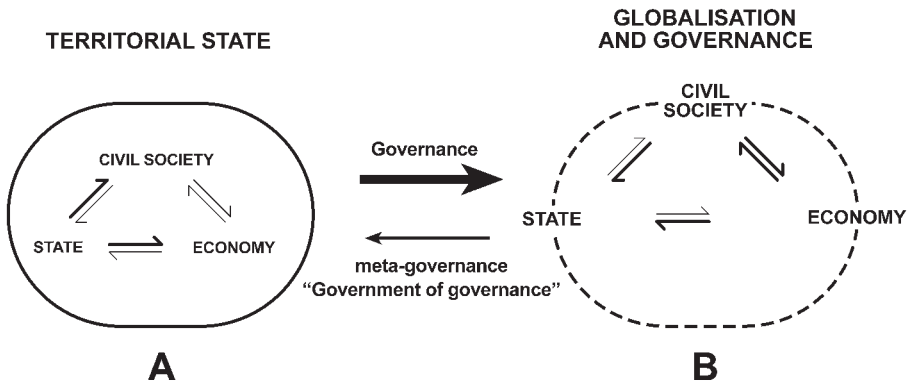 TERRITORIAL STATE
GLOBALISATION
AND GOVERNANCE
CIVIL SOCIETY
STATE
ECONOMY
Governance
meta-governance
“Government of governance”
CIVIL
SOCIETY
STATE
ECONOMY
A
B